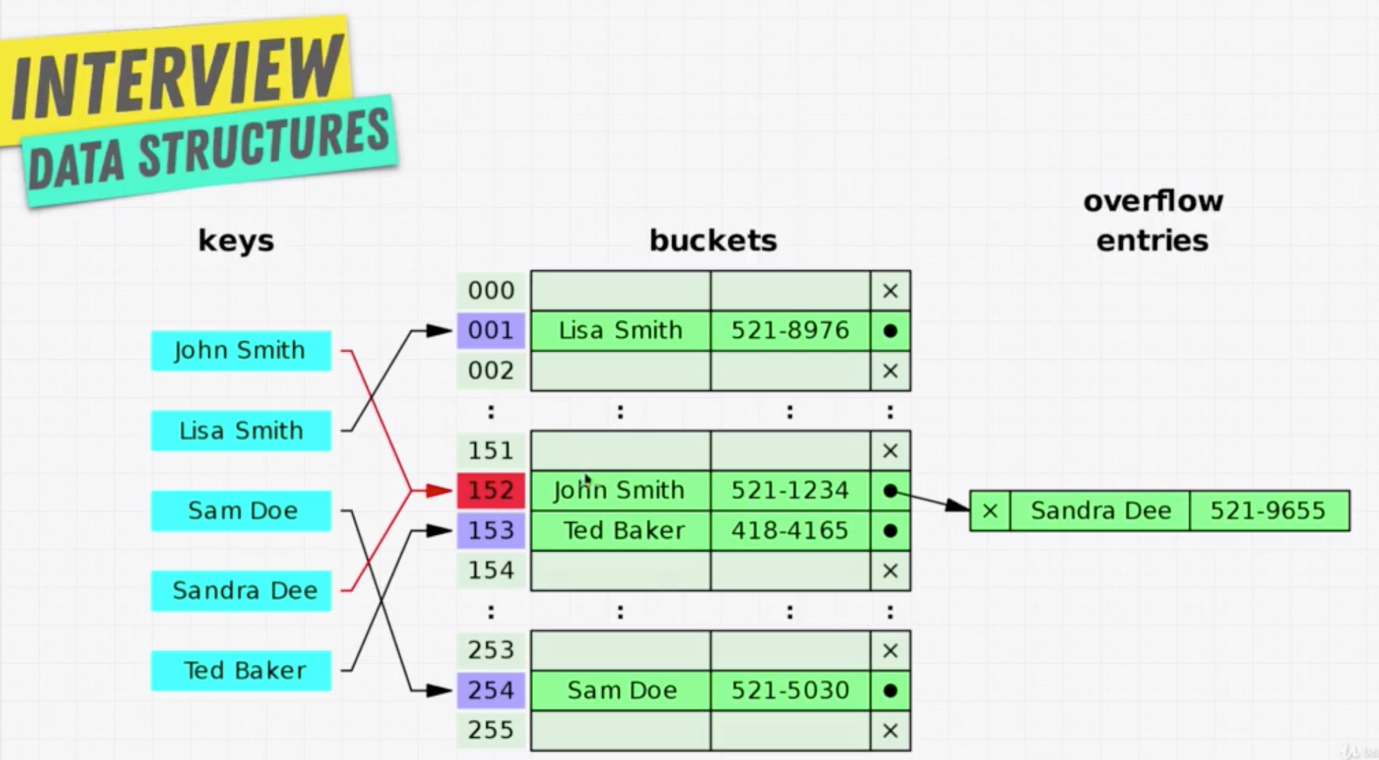 INTERVIEW
DATA STRUCTURES
keys
buckets
overflow
entries
John Smith
Lisa Smith
Sam Doe
Sandra Dee
Ted Baker
000 ×
001 Lisa Smith 521-8976 ●
002 ×
: : : :
151 ×
152 John Smith 521-1234 ●
153 Ted Baker 418-4165 ●
154 ×
: : : :
253 ×
254 Sam Doe 521-5030 ●
255 ×
× Sandra Dee 521-9655